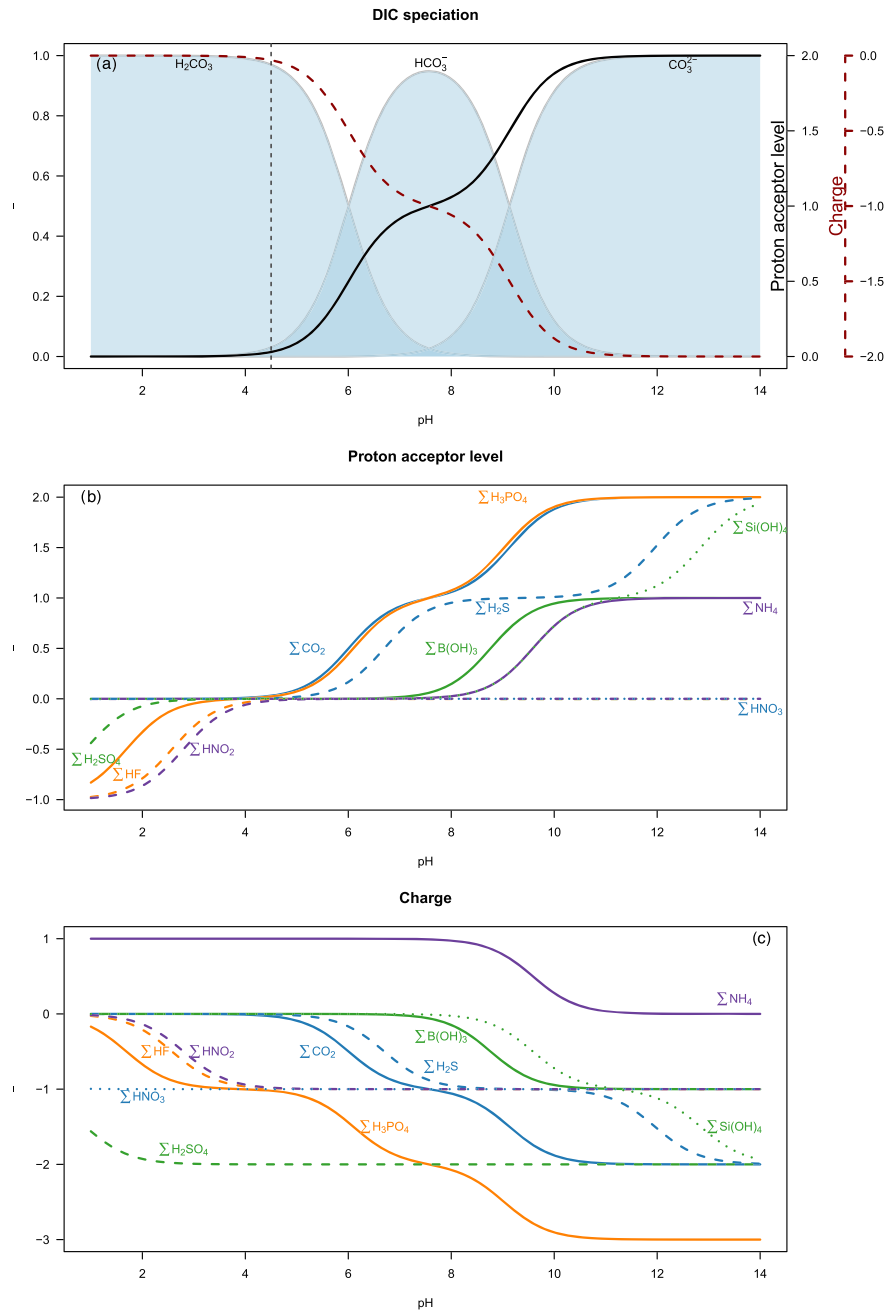 DIC speciation
(a)
H₂CO₃
HCO₃⁻
CO₃²⁻
1.0
0.8
0.6
0.4
0.2
0.0
–
2 4 6 8 10 12 14
pH
2.0
1.5
1.0
0.5
0.0
Proton acceptor level
0.0
−0.5
−1.0
−1.5
−2.0
Charge
Proton acceptor level
(b)
2.0
1.5
1.0
0.5
0.0
−0.5
−1.0
–
∑H₃PO₄
∑Si(OH)₄
∑H₂S
∑NH₄
∑CO₂
∑B(OH)₃
∑HNO₃
∑HNO₂
∑H₂SO₄
∑HF
2 4 6 8 10 12 14
pH
Charge
(c)
1
0
−1
−2
−3
–
∑NH₄
∑B(OH)₃
∑HF
∑HNO₂
∑CO₂
∑H₂S
∑HNO₃
∑H₃PO₄
∑Si(OH)₄
∑H₂SO₄
2 4 6 8 10 12 14
pH